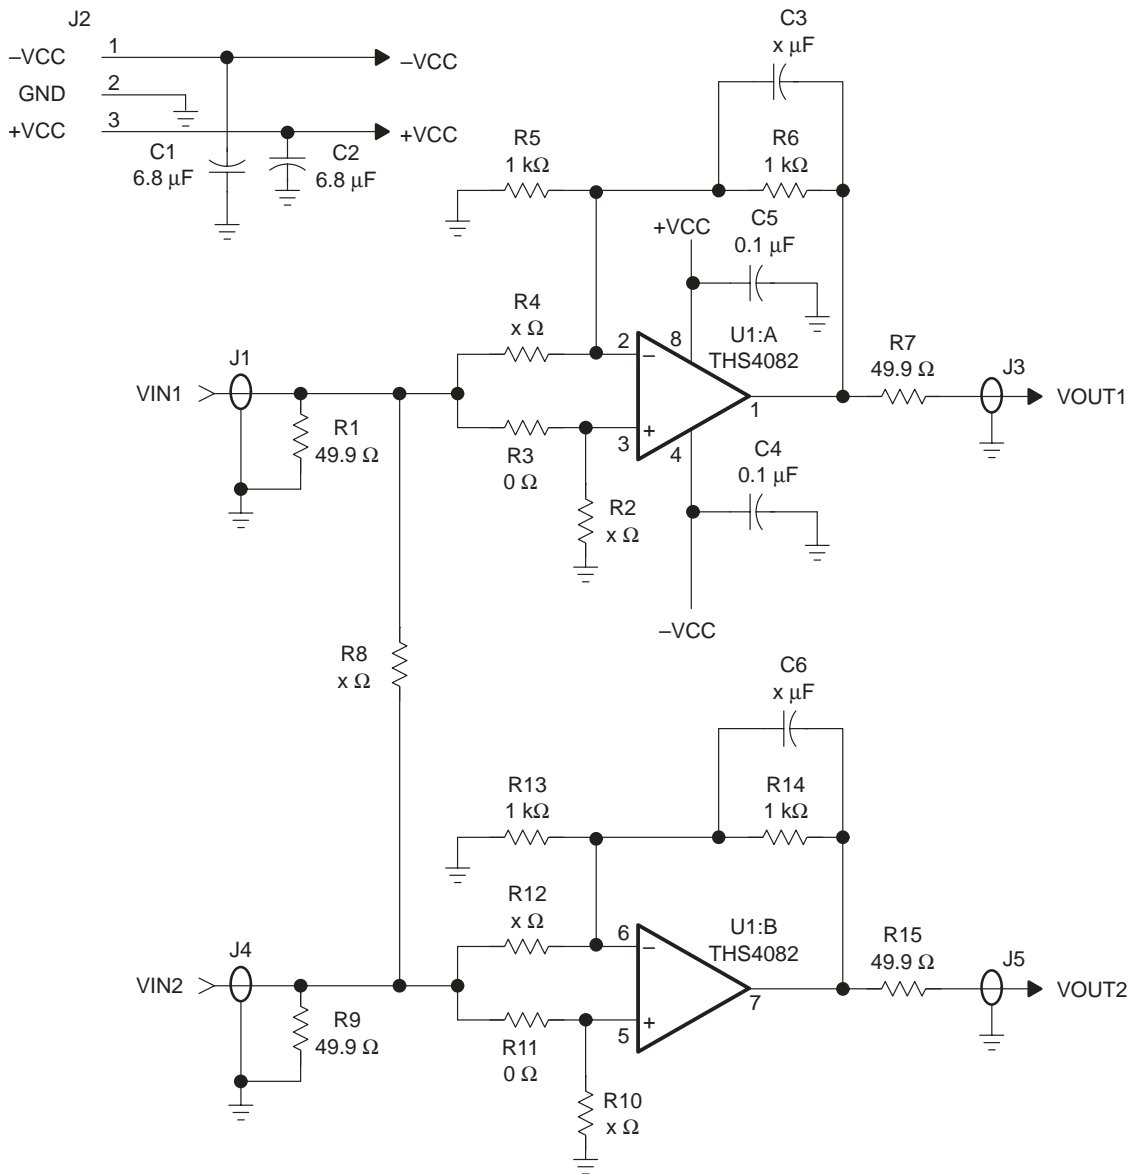 J2
–VCC
1
–VCC
GND
2
+VCC
3
+VCC
C1
6.8 μF
C2
6.8 μF
C3
x μF
R5
1 kΩ
R6
1 kΩ
+VCC
C5
0.1 μF
R4
x Ω
2
–
8
U1:A
THS4082
R7
49.9 Ω
J1
VIN1
J3
VOUT1
R1
49.9 Ω
1
+
3
4
R3
0 Ω
C4
0.1 μF
R2
x Ω
–VCC
R8
x Ω
C6
x μF
R13
1 kΩ
R14
1 kΩ
R12
x Ω
6
–
U1:B
THS4082
R15
49.9 Ω
J4
VIN2
J5
VOUT2
7
R9
49.9 Ω
+
5
R11
0 Ω
R10
x Ω